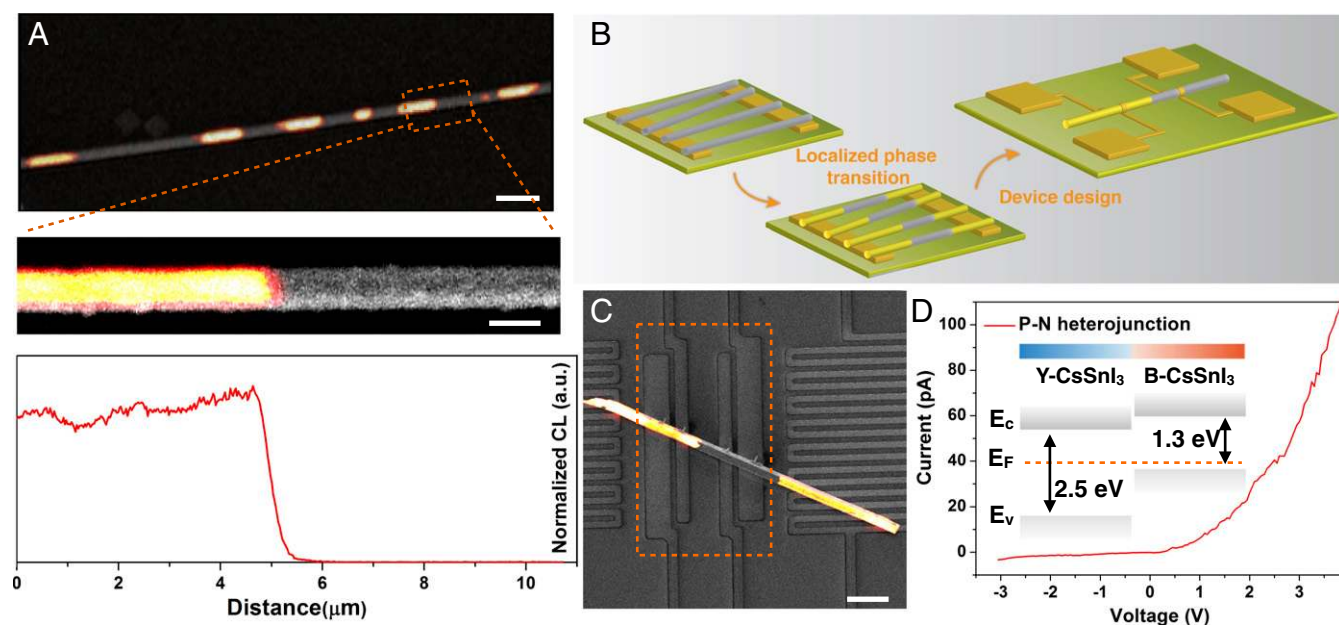 A
B
Localized phase
transition
Device design
Normalized CL (a.u.)
0 2 4 6 8 10
Distance(μm)
C
D
Current (pA)
100
80
60
40
20
0
P-N heterojunction
Y-CsSnI₃ B-CsSnI₃
E꜀
1.3 eV
E_F
2.5 eV
Eᵥ
-3 -2 -1 0 1 2 3
Voltage (V)